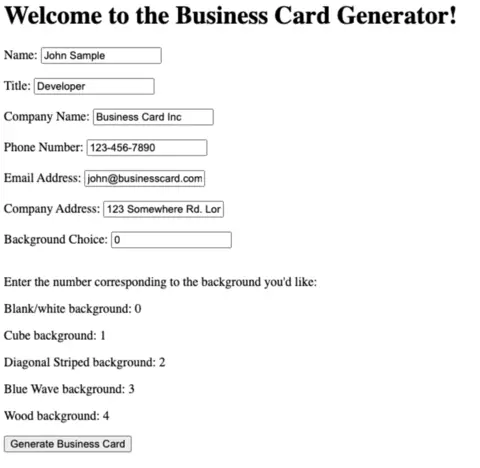 Welcome to the Business Card Generator!
Name: John Sample
Title: Developer
Company Name: Business Card Inc
Phone Number: 123-456-7890
Email Address: john@businesscard.com
Company Address: 123 Somewhere Rd. Lor
Background Choice: 0
Enter the number corresponding to the background you'd like:
Blank/white background: 0
Cube background: 1
Diagonal Striped background: 2
Blue Wave background: 3
Wood background: 4
Generate Business Card